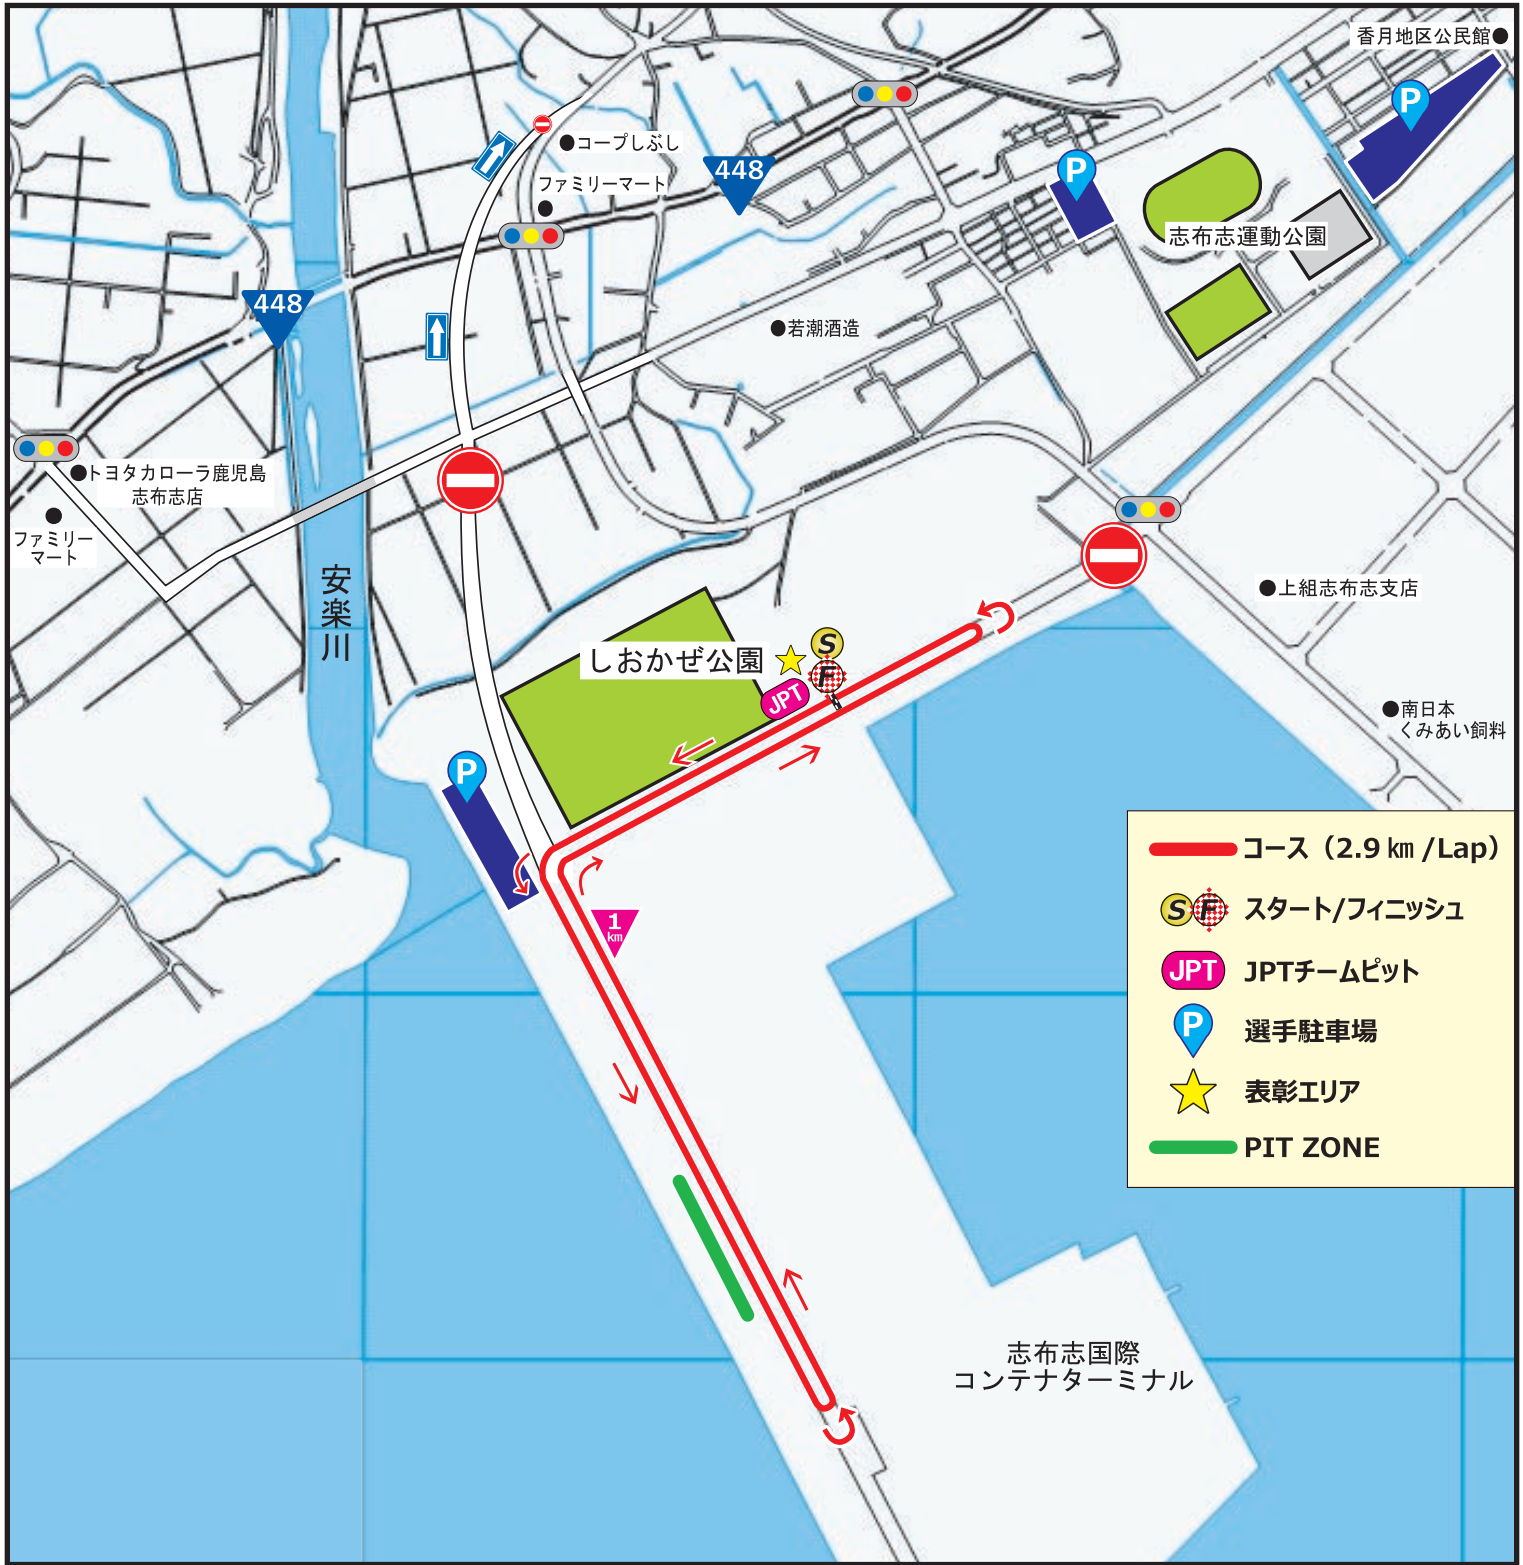 香月地区公民館
P
コープしぶし
ファミリーマート
448
P
志布志運動公園
448
若潮酒造
トヨタカローラ鹿児島
志布志店
ファミリー
マート
安楽川
上組志布志支店
しおかぜ公園
S
F
JPT
南日本
くみあい飼料
P
1
km
コース（2.9 ㎞ /Lap）
S F スタート/フィニッシュ
JPT JPTチームピット
P 選手駐車場
表彰エリア
PIT ZONE
志布志国際
コンテナターミナル